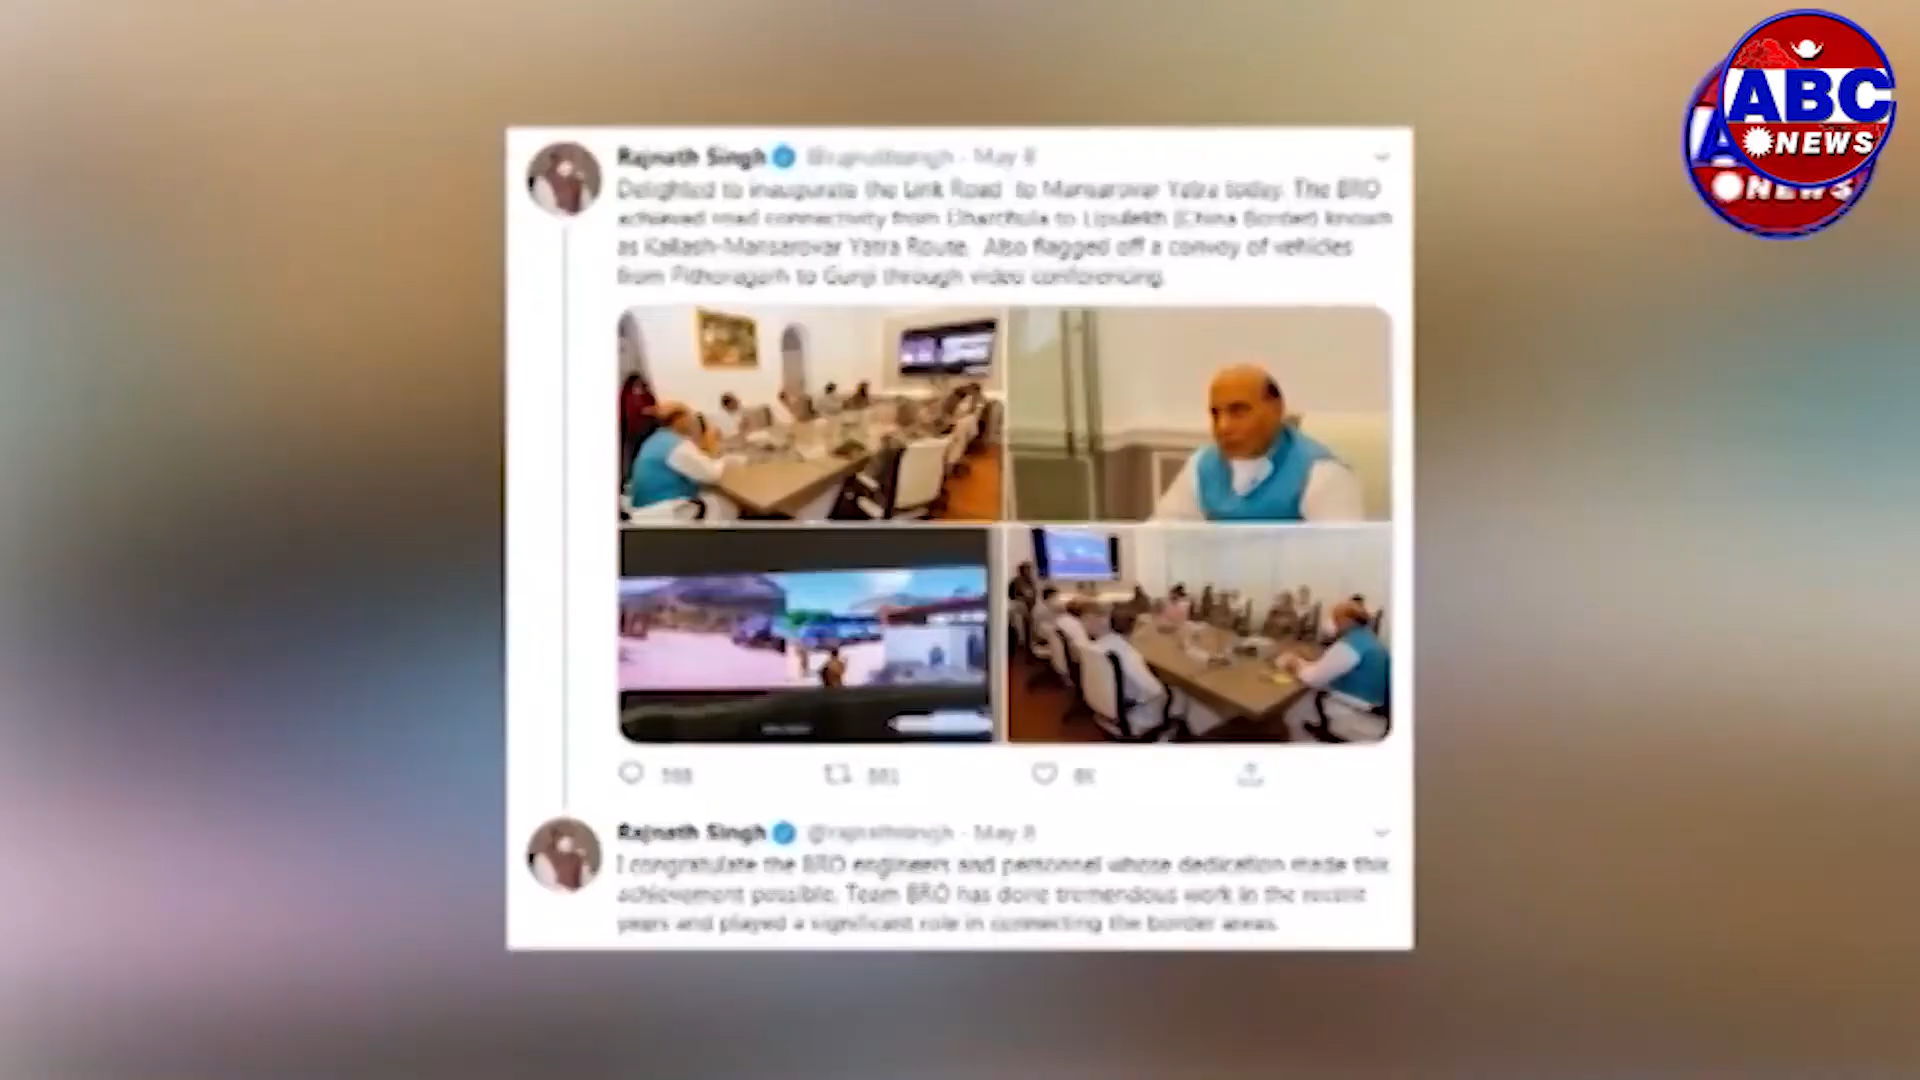 ABC
NEWS
NEWS
Rajnath Singh @rajnathsingh - May 8
Delighted to inaugurate the Link Road to Mansarovar Yatra today. The BRO
achieved road connectivity from Dharchula to Lipulekh (China Border) known
as Kailash-Mansarovar Yatra Route. Also flagged off a convoy of vehicles
from Pithoragarh to Gunji through video conferencing.
Rajnath Singh @rajnathsingh - May 8
I congratulate the BRO engineers and personnel whose dedication made this
achievement possible. Team BRO has done tremendous work in the recent
years and played a significant role in connecting the border areas.